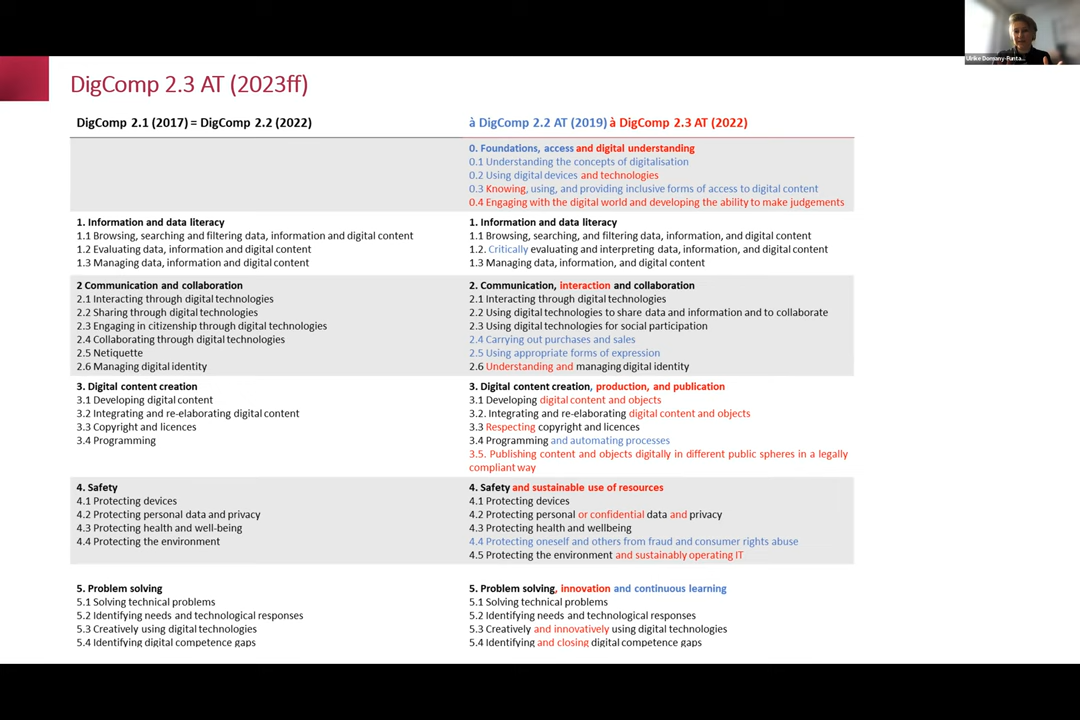 DigComp 2.3 AT (2023ff)
DigComp 2.1 (2017) = DigComp 2.2 (2022)
à DigComp 2.2 AT (2019) à DigComp 2.3 AT (2022)
0. Foundations, access and digital understanding
0.1 Understanding the concepts of digitalisation
0.2 Using digital devices and technologies
0.3 Knowing, using, and providing inclusive forms of access to digital content
0.4 Engaging with the digital world and developing the ability to make judgements
1. Information and data literacy
1.1 Browsing, searching and filtering data, information and digital content
1.2 Evaluating data, information and digital content
1.3 Managing data, information and digital content
1. Information and data literacy
1.1 Browsing, searching, and filtering data, information, and digital content
1.2. Critically evaluating and interpreting data, information, and digital content
1.3 Managing data, information, and digital content
2 Communication and collaboration
2.1 Interacting through digital technologies
2.2 Sharing through digital technologies
2.3 Engaging in citizenship through digital technologies
2.4 Collaborating through digital technologies
2.5 Netiquette
2.6 Managing digital identity
2. Communication, interaction and collaboration
2.1 Interacting through digital technologies
2.2 Using digital technologies to share data and information and to collaborate
2.3 Using digital technologies for social participation
2.4 Carrying out purchases and sales
2.5 Using appropriate forms of expression
2.6 Understanding and managing digital identity
3. Digital content creation
3.1 Developing digital content
3.2 Integrating and re-elaborating digital content
3.3 Copyright and licences
3.4 Programming
3. Digital content creation, production, and publication
3.1 Developing digital content and objects
3.2. Integrating and re-elaborating digital content and objects
3.3 Respecting copyright and licences
3.4 Programming and automating processes
3.5. Publishing content and objects digitally in different public spheres in a legally
compliant way
4. Safety
4.1 Protecting devices
4.2 Protecting personal data and privacy
4.3 Protecting health and well-being
4.4 Protecting the environment
4. Safety and sustainable use of resources
4.1 Protecting devices
4.2 Protecting personal or confidential data and privacy
4.3 Protecting health and wellbeing
4.4 Protecting oneself and others from fraud and consumer rights abuse
4.5 Protecting the environment and sustainably operating IT
5. Problem solving
5.1 Solving technical problems
5.2 Identifying needs and technological responses
5.3 Creatively using digital technologies
5.4 Identifying digital competence gaps
5. Problem solving, innovation and continuous learning
5.1 Solving technical problems
5.2 Identifying needs and technological responses
5.3 Creatively and innovatively using digital technologies
5.4 Identifying and closing digital competence gaps
Ulrike Domany-Funta...